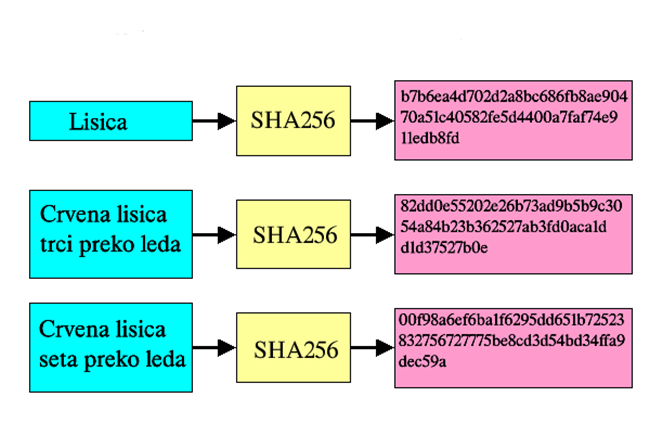 Lisica
SHA256
b7b6ea4d702d2a8bc686fb8ae904
70a51c40582fe5d4400a7faf74e9
11edb8fd
Crvena lisica
trci preko leda
SHA256
82dd0e55202e26b73ad9b5b9c30
54a84b23b362527ab3fd0aca1d
d1d37527b0e
Crvena lisica
seta preko leda
SHA256
00f98a6ef6ba1f6295dd651b72523
832756727775be8cd3d54bd34ffa9
dec59a